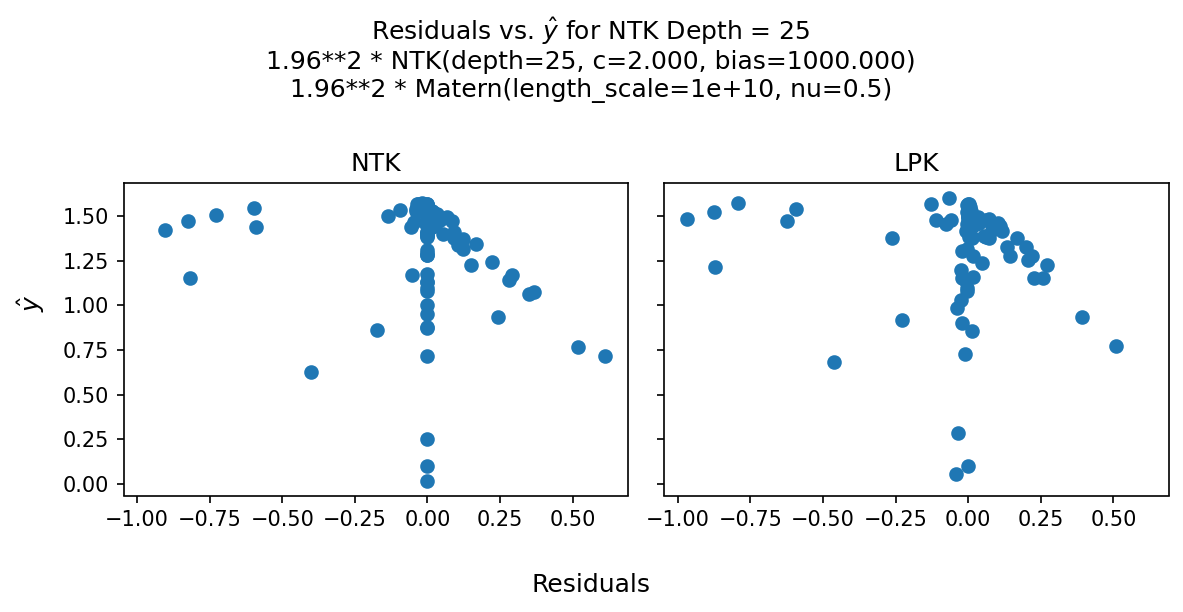 Residuals vs. ŷ for NTK Depth = 25
1.96**2 * NTK(depth=25, c=2.000, bias=1000.000)
1.96**2 * Matern(length_scale=1e+10, nu=0.5)
NTK
LPK
1.50
1.25
1.00
0.75
0.50
0.25
0.00
ŷ
−1.00 −0.75 −0.50 −0.25 0.00 0.25 0.50
−1.00 −0.75 −0.50 −0.25 0.00 0.25 0.50
Residuals